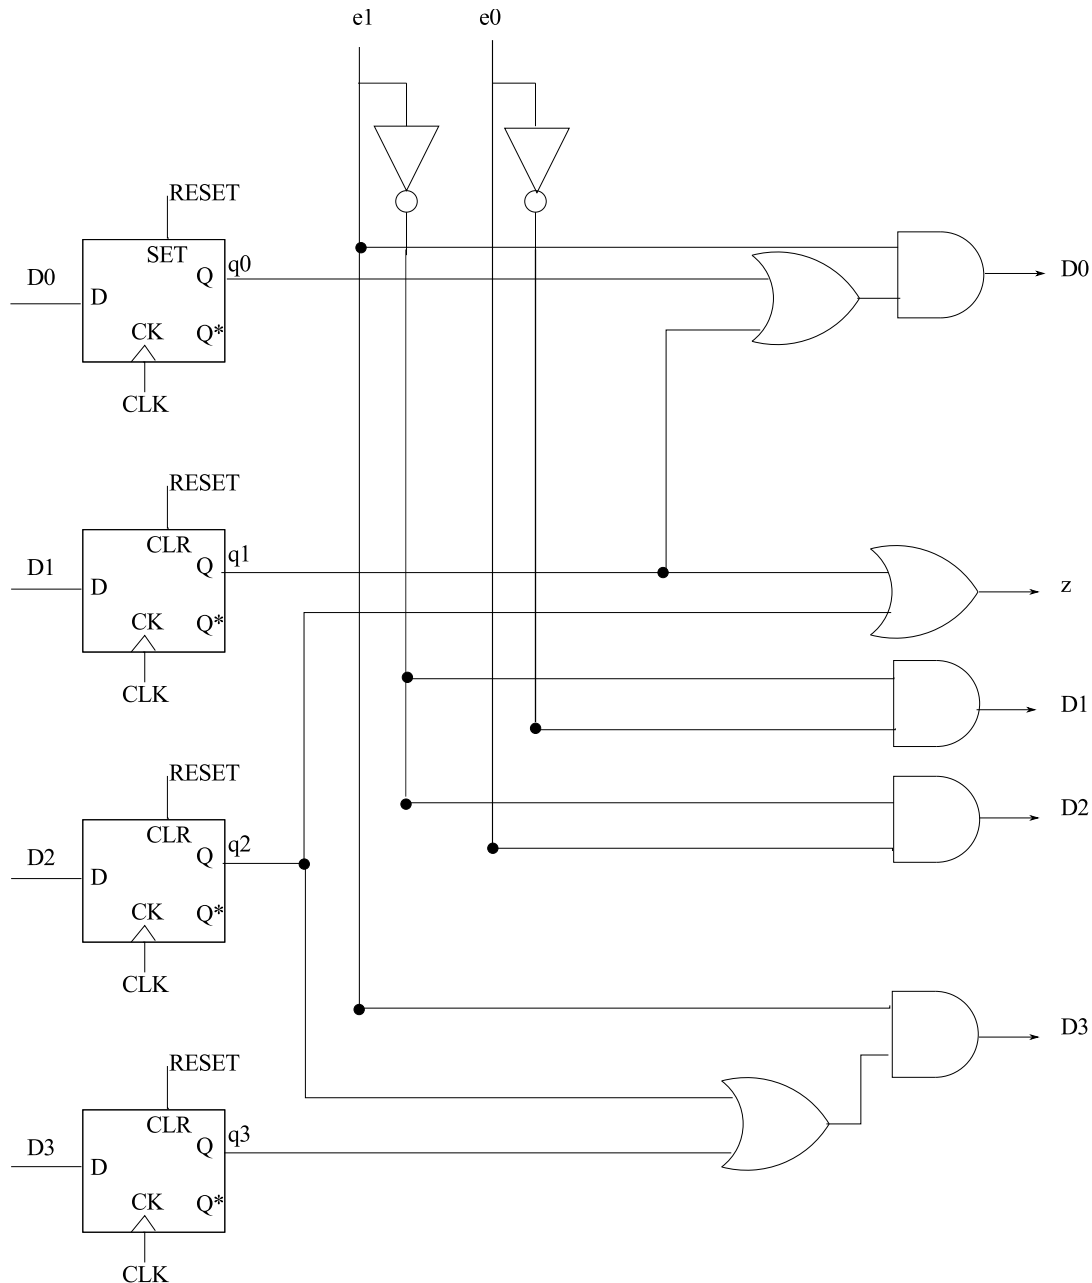 e1 e0
RESET
SET
D0 D Q q0
CK Q*
CLK
D0
RESET
CLR
D1 D Q q1
CK Q*
CLK
z
D1
RESET
CLR
D2 D Q q2
CK Q*
CLK
D2
RESET
CLR
D3 D Q q3
CK Q*
CLK
D3